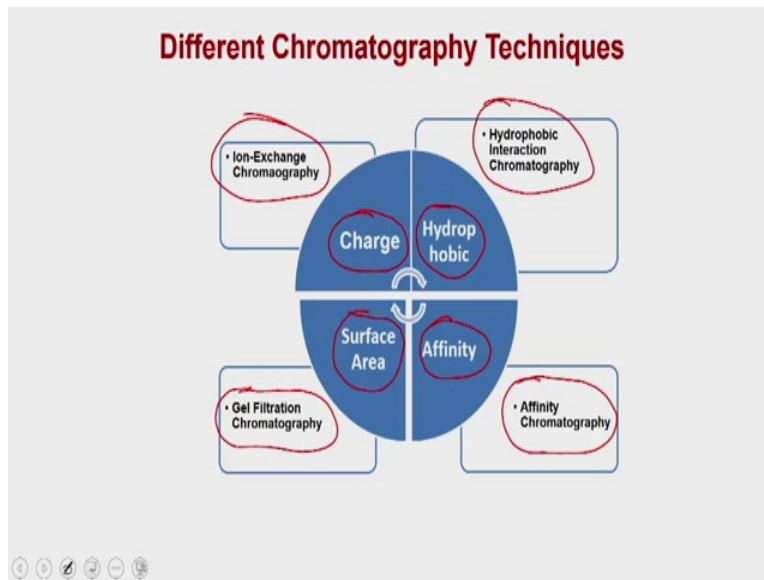 Different Chromatography Techniques
• Ion-Exchange
Chromaography
• Hydrophobic
Interaction
Chromatography
Charge
Hydrop
hobic
Surface
Area
Affinity
• Gel Filtration
Chromatography
• Affinity
Chromatography